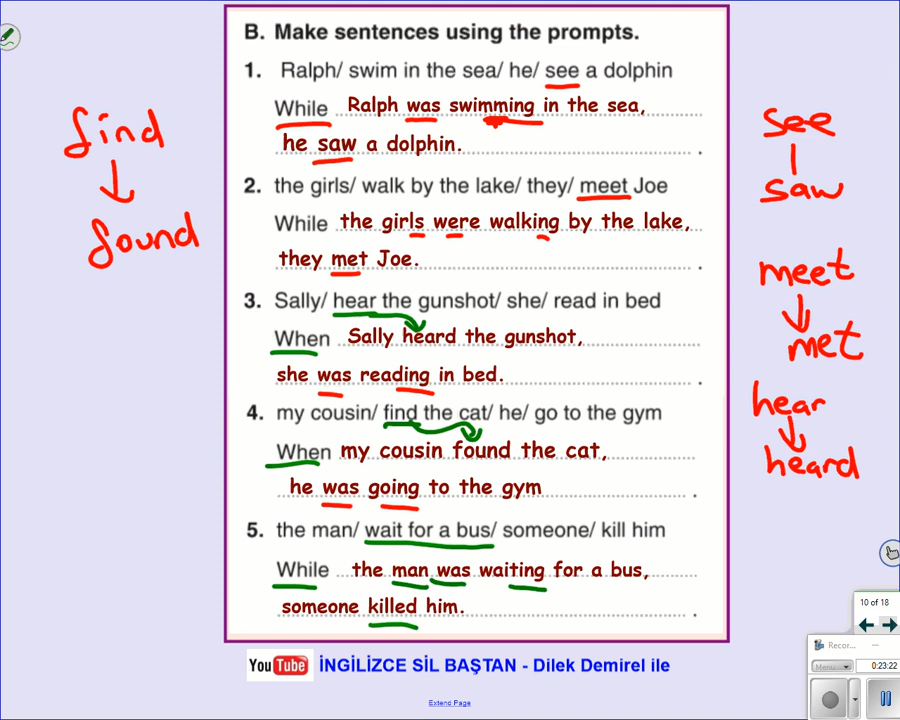 B. Make sentences using the prompts.
1. Ralph/ swim in the sea/ he/ see a dolphin
While Ralph was swimming in the sea,
he saw a dolphin. .
2. the girls/ walk by the lake/ they/ meet Joe
While the girls were walking by the lake,
they met Joe. .
3. Sally/ hear the gunshot/ she/ read in bed
When Sally heard the gunshot,
she was reading in bed. .
4. my cousin/ find the cat/ he/ go to the gym
When my cousin found the cat,
he was going to the gym .
5. the man/ wait for a bus/ someone/ kill him
While the man was waiting for a bus,
someone killed him. .
find
found
see
saw
meet
met
hear
heard
YouTube İNGİLİZCE SİL BAŞTAN - Dilek Demirel ile
Extend Page
10 of 18
Recor...
Menu
0:23:22